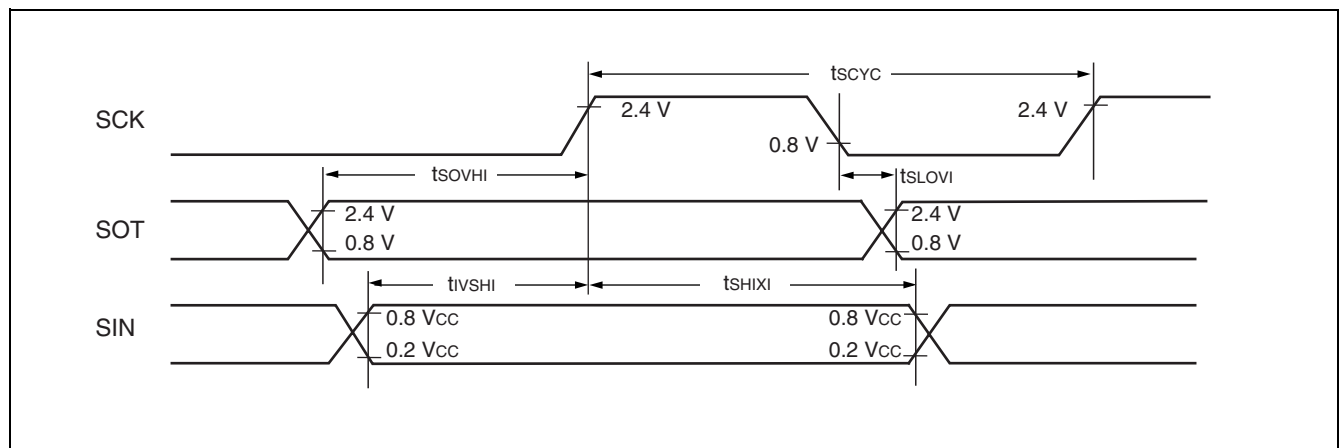 tSCYC
SCK
2.4 V
2.4 V
0.8 V
tSOVHI
tSLOVI
SOT
2.4 V
2.4 V
0.8 V
0.8 V
tIVSHI
tSHIXI
SIN
0.8 VCC
0.8 VCC
0.2 VCC
0.2 VCC